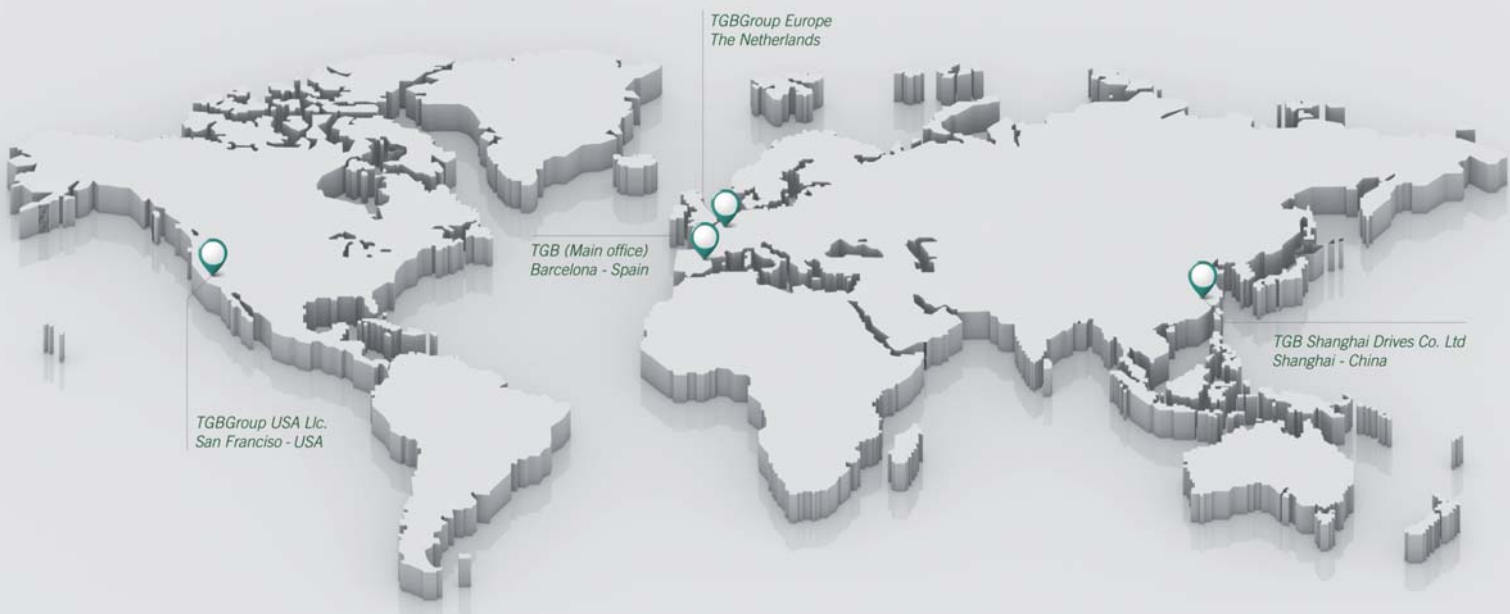 TGBGroup Europe
The Netherlands
TGB (Main office)
Barcelona - Spain
TGB Shanghai Drives Co. Ltd
Shanghai - China
TGBGroup USA Llc.
San Franciso - USA